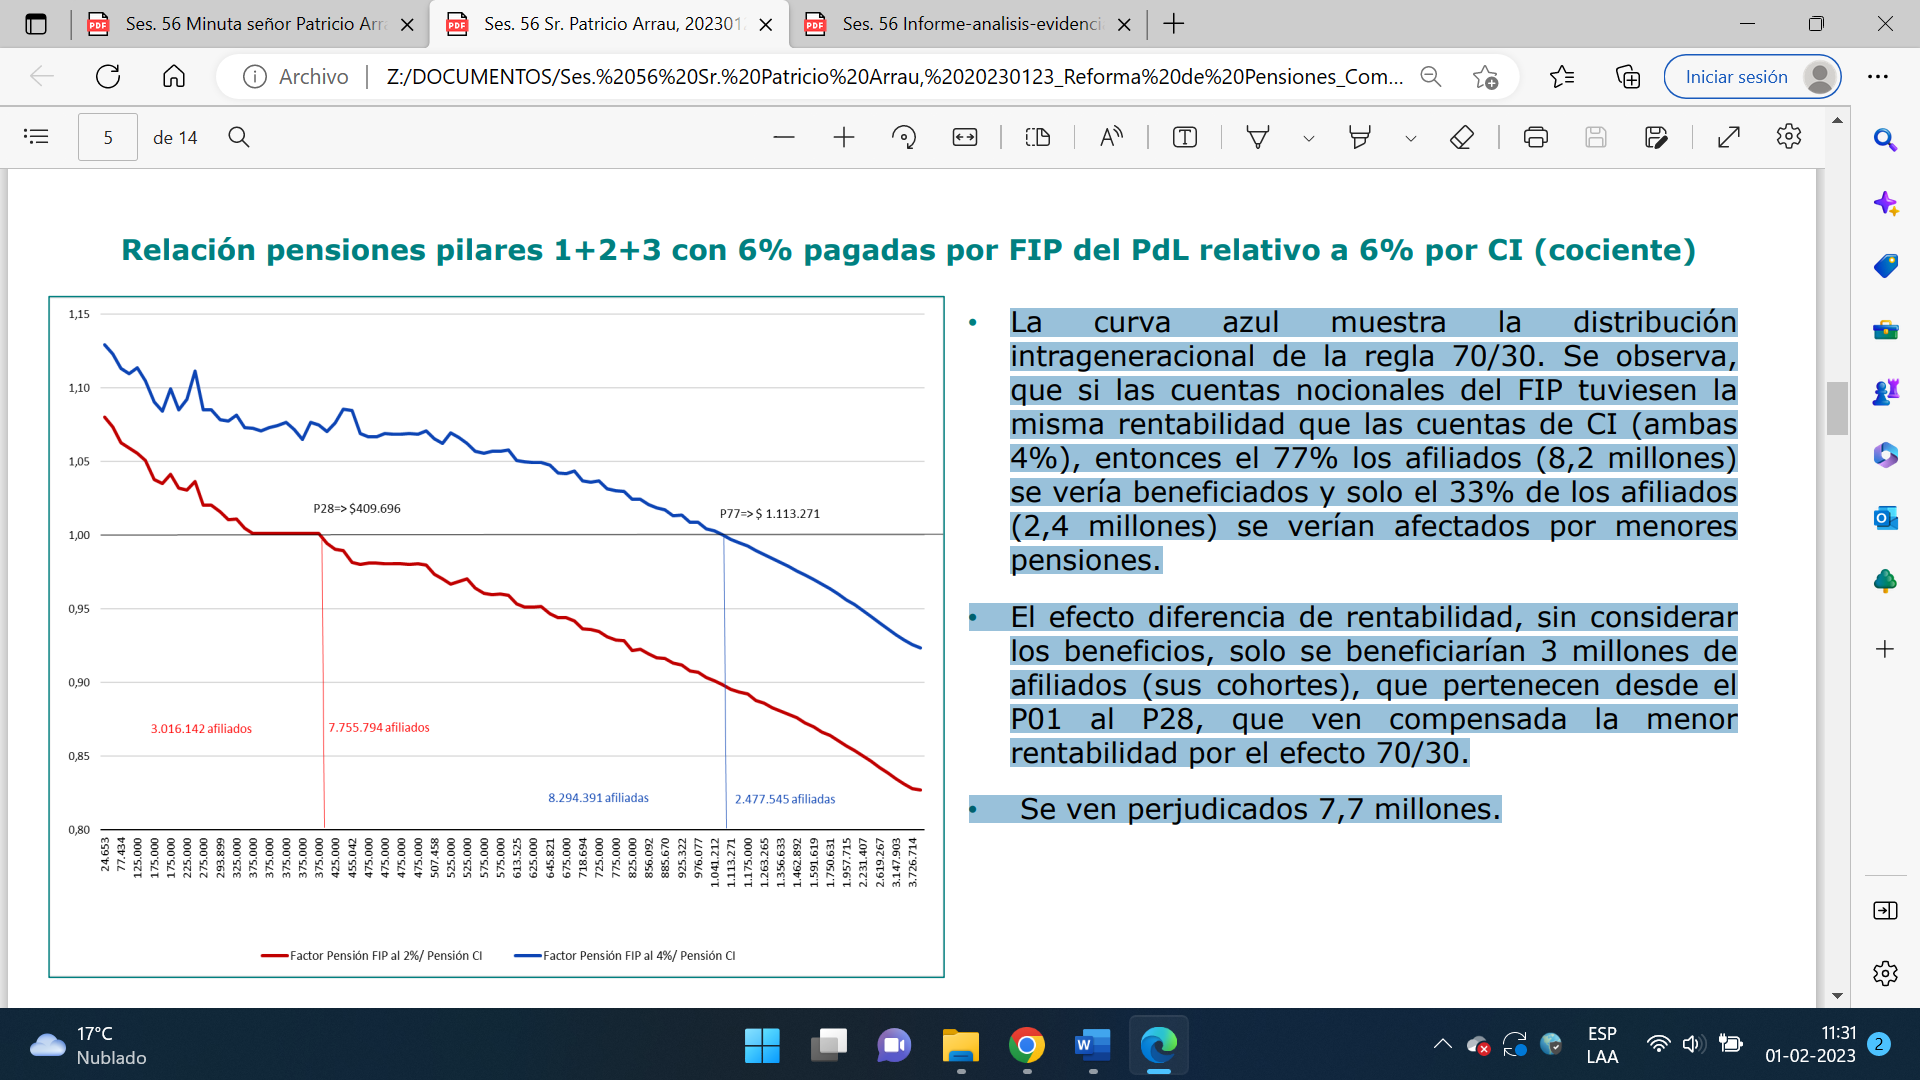 Ses. 56 Minuta señor Patricio Arra
Ses. 56 Sr. Patricio Arrau, 2023012
Ses. 56 Informe-analisis-evidenci
Archivo
Z:/DOCUMENTOS/Ses.%2056%20Sr.%20Patricio%20Arrau,%2020230123_Reforma%20de%20Pensiones_Com...
Iniciar sesión
5 de 14
Relación pensiones pilares 1+2+3 con 6% pagadas por FIP del PdL relativo a 6% por CI (cociente)
1,15
1,10
1,05
1,00
0,95
0,90
0,85
0,80
P28=> $409.696
P77=> $ 1.113.271
3.016.142 afiliados
7.755.794 afiliados
8.294.391 afiliadas
2.477.545 afiliadas
24.653
77.434
125.000
175.000
175.000
225.000
275.000
293.899
325.000
375.000
375.000
375.000
375.000
375.000
425.000
455.042
475.000
475.000
475.000
475.000
507.458
525.000
525.000
575.000
575.000
613.525
625.000
645.821
675.000
718.694
725.000
775.000
825.000
856.092
885.670
925.322
976.077
1.041.212
1.113.271
1.175.000
1.263.265
1.356.633
1.462.892
1.591.619
1.750.631
1.957.715
2.231.407
2.619.267
3.147.903
3.726.714
Factor Pensión FIP al 2%/ Pensión CI
Factor Pensión FIP al 4%/ Pensión CI
• La curva azul muestra la distribución
intrageneracional de la regla 70/30. Se observa,
que si las cuentas nocionales del FIP tuviesen la
misma rentabilidad que las cuentas de CI (ambas
4%), entonces el 77% los afiliados (8,2 millones)
se vería beneficiados y solo el 33% de los afiliados
(2,4 millones) se verían afectados por menores
pensiones.
• El efecto diferencia de rentabilidad, sin considerar
los beneficios, solo se beneficiarían 3 millones de
afiliados (sus cohortes), que pertenecen desde el
P01 al P28, que ven compensada la menor
rentabilidad por el efecto 70/30.
• Se ven perjudicados 7,7 millones.
17°C
Nublado
ESP
LAA
11:31
01-02-2023
2